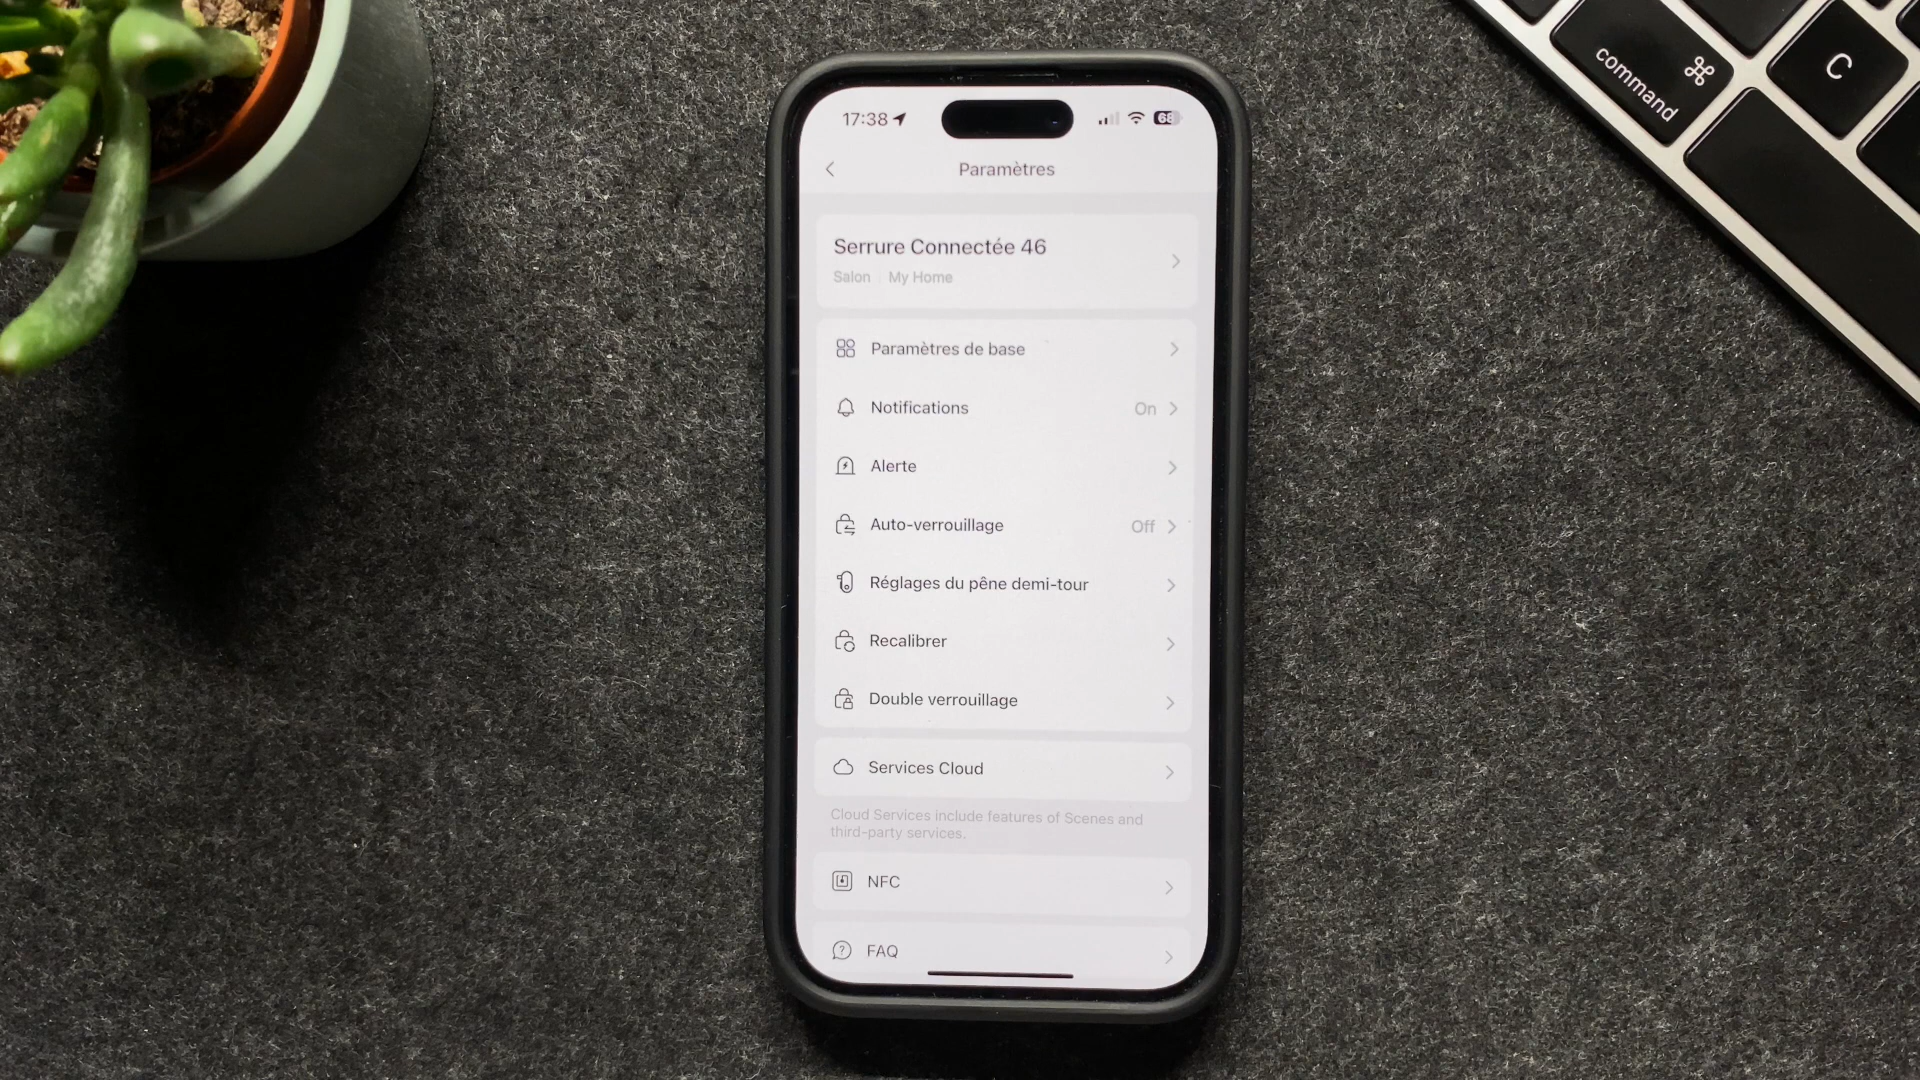 17:38
68
Paramètres
Serrure Connectée 46
Salon My Home
Paramètres de base
Notifications On
Alerte
Auto-verrouillage Off
Réglages du pêne demi-tour
Recalibrer
Double verrouillage
Services Cloud
Cloud Services include features of Scenes and
third-party services.
NFC
FAQ
command ⌘
C